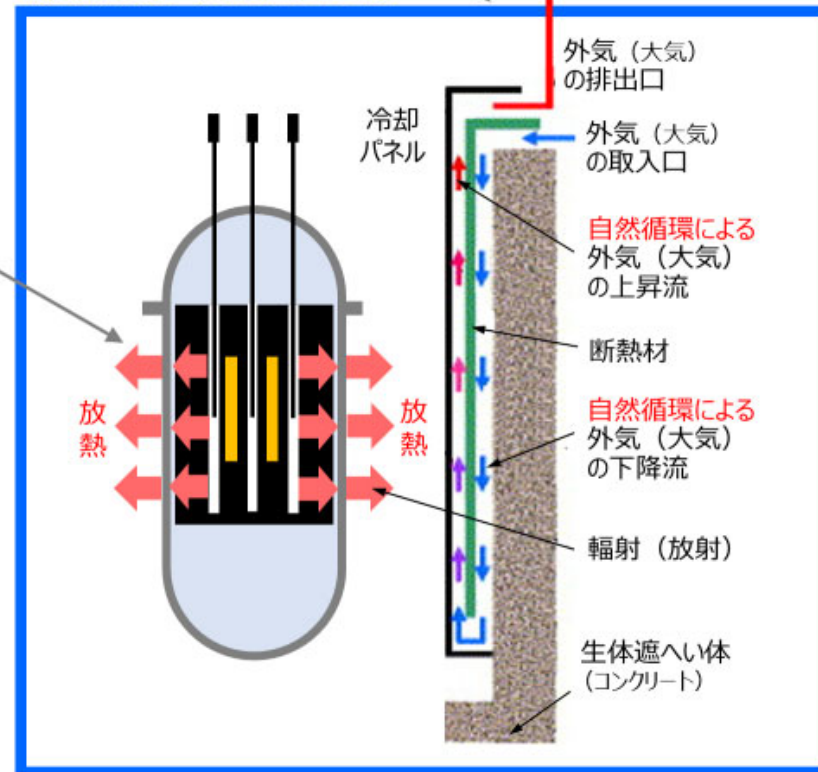 外気（大気）
の排出口
冷却
パネル
外気（大気）
の取入口
自然循環による
外気（大気）
の上昇流
断熱材
放
熱
放
熱
自然循環による
外気（大気）
の下降流
輻射（放射）
生体遮へい体
（コンクリート）